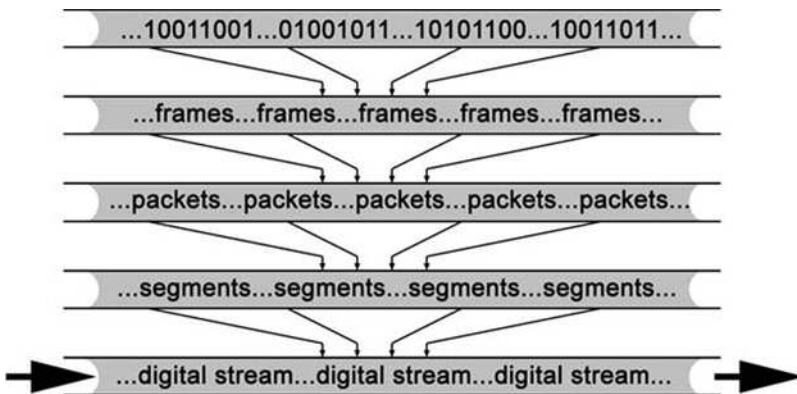 ...10011001...01001011...10101100...10011011...
...frames...frames...frames...frames...frames...
...packets...packets...packets...packets...packets...
...segments...segments...segments...segments...
...digital stream...digital stream...digital stream...